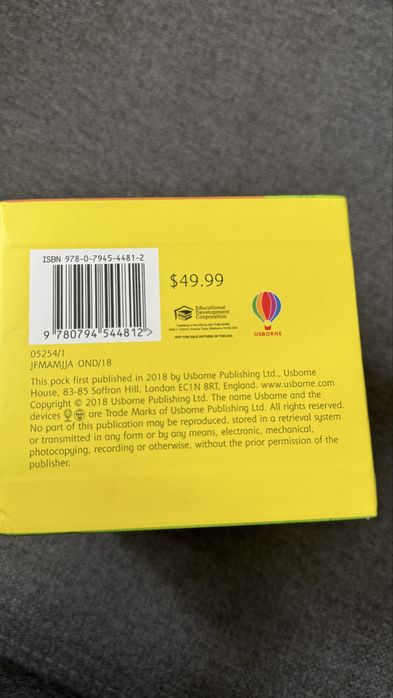 ISBN 978-0-7945-4481-2
9 780794 544812>
$49.99
Educational
Development
Corporation
NOT FOR SALE OUTSIDE OF THE USA
USBORNE
05254/1
JFMAMJJA OND/18
This pack first published in 2018 by Usborne Publishing Ltd., Usborne
House, 83-85 Saffron Hill, London EC1N 8RT, England. www.usborne.com
Copyright © 2018 Usborne Publishing Ltd. The name Usborne and the
devices are Trade Marks of Usborne Publishing Ltd. All rights reserved.
No part of this publication may be reproduced, stored in a retrieval system
or transmitted in any form or by any means, electronic, mechanical,
photocopying, recording or otherwise, without the prior permission of the
publisher.